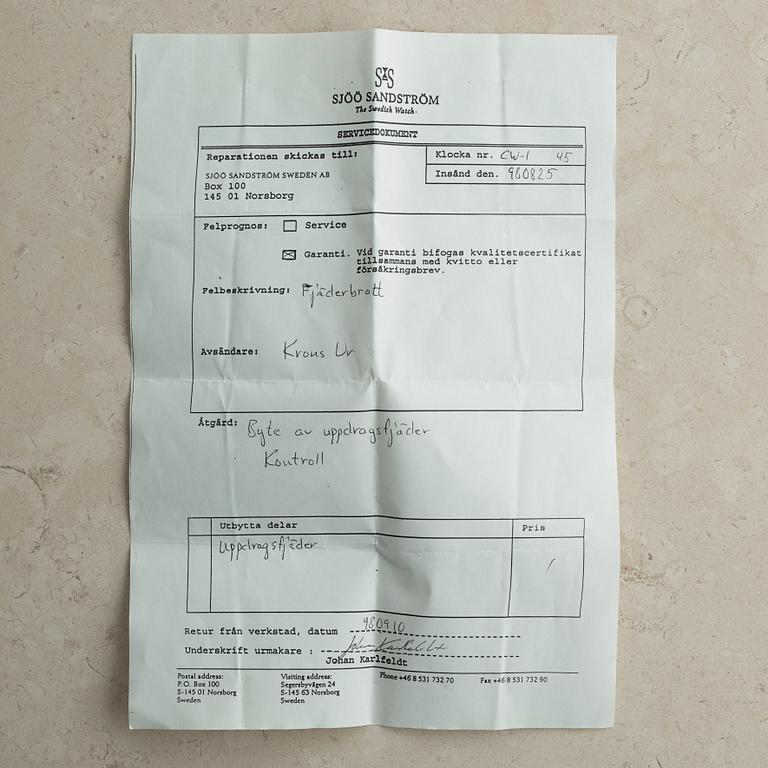 SJÖÖ SANDSTRÖM
The Swedish Watch.
SERVICEDOKUMENT
Reparationen skickas till:
SJÖÖ SANDSTRÖM SWEDEN AB
Box 100
145 01 Norsborg
Klocka nr. CW-1 45
Insänd den. 980825
Felprognos: Service
Garanti. Vid garanti bifogas kvalitetscertifikat
tillsammans med kvitto eller
försäkringsbrev.
Felbeskrivning: Fjäderbrott
Avsändare: Krons Ur
Åtgärd: Byte av uppdragsfjäder
Kontroll
Utbytta delar Pris
Uppdragsfjäder /
Retur från verkstad, datum 980910
Underskrift urmakare : Johan Karlfeldt
Johan Karlfeldt
Postal address:
P.O. Box 100
S-145 01 Norsborg
Sweden
Visiting address:
Segersbyvägen 24
S-145 63 Norsborg
Sweden
Phone +46 8 531 732 70
Fax +46 8 531 732 90